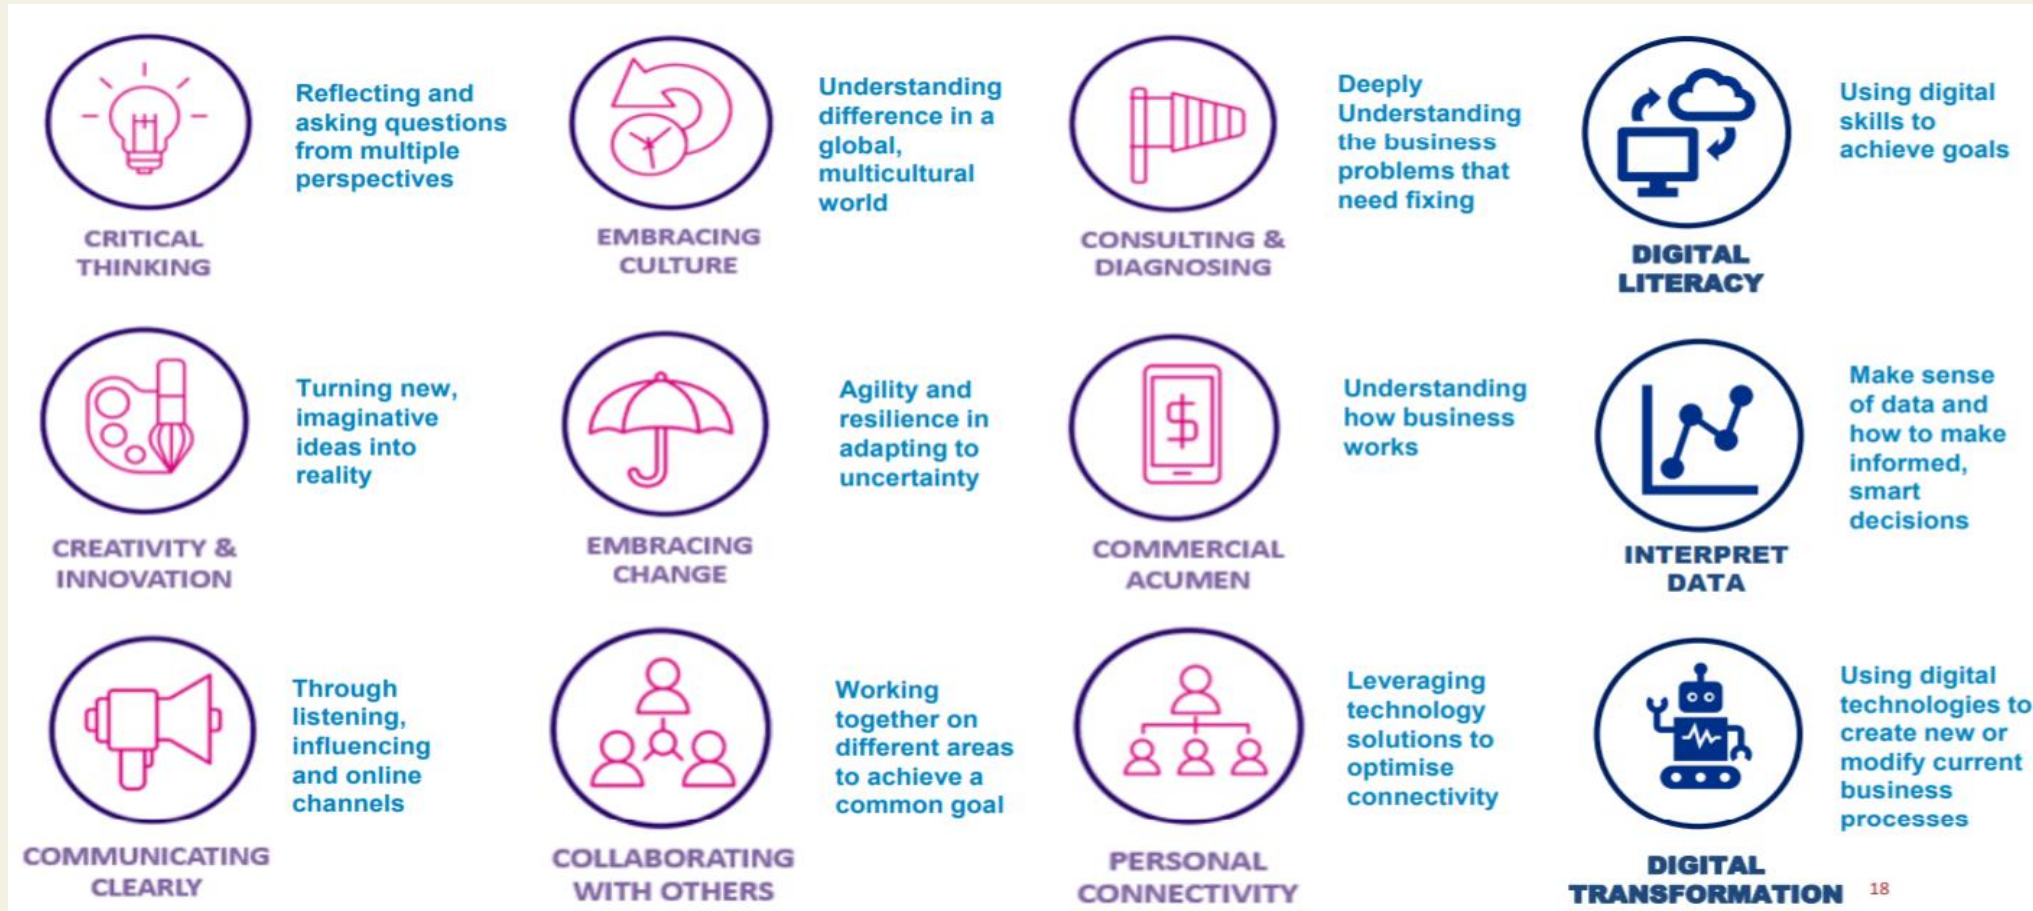 Reflecting and
asking questions
from multiple
perspectives
CRITICAL
THINKING
Understanding
difference in a
global,
multicultural
world
EMBRACING
CULTURE
Deeply
Understanding
the business
problems that
need fixing
CONSULTING &
DIAGNOSING
Using digital
skills to
achieve goals
DIGITAL
LITERACY
Turning new,
imaginative
ideas into
reality
CREATIVITY &
INNOVATION
Agility and
resilience in
adapting to
uncertainty
EMBRACING
CHANGE
$
Understanding
how business
works
COMMERCIAL
ACUMEN
Make sense
of data and
how to make
informed,
smart
decisions
INTERPRET
DATA
Through
listening,
influencing
and online
channels
COMMUNICATING
CLEARLY
Working
together on
different areas
to achieve a
common goal
COLLABORATING
WITH OTHERS
Leveraging
technology
solutions to
optimise
connectivity
PERSONAL
CONNECTIVITY
Using digital
technologies to
create new or
modify current
business
processes
DIGITAL
TRANSFORMATION
18